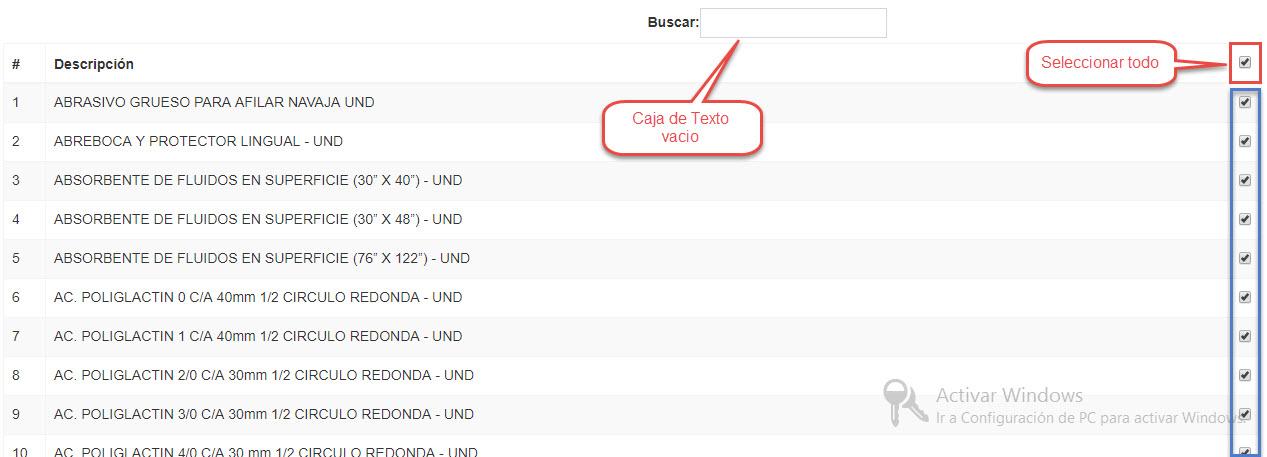 Buscar:
# Descripción
Seleccionar todo
1 ABRASIVO GRUESO PARA AFILAR NAVAJA UND
Caja de Texto
vacio
2 ABREBOCA Y PROTECTOR LINGUAL - UND
3 ABSORBENTE DE FLUIDOS EN SUPERFICIE (30” X 40”) - UND
4 ABSORBENTE DE FLUIDOS EN SUPERFICIE (30” X 48”) - UND
5 ABSORBENTE DE FLUIDOS EN SUPERFICIE (76” X 122”) - UND
6 AC. POLIGLACTIN 0 C/A 40mm 1/2 CIRCULO REDONDA - UND
7 AC. POLIGLACTIN 1 C/A 40mm 1/2 CIRCULO REDONDA - UND
8 AC. POLIGLACTIN 2/0 C/A 30mm 1/2 CIRCULO REDONDA - UND
Activar Windows
9 AC. POLIGLACTIN 3/0 C/A 30mm 1/2 CIRCULO REDONDA - UND
Ir a Configuración de PC para activar Windows.
10 AC. POLIGLACTIN 4/0 C/A 30 mm 1/2 CIRCULO REDONDA - UND